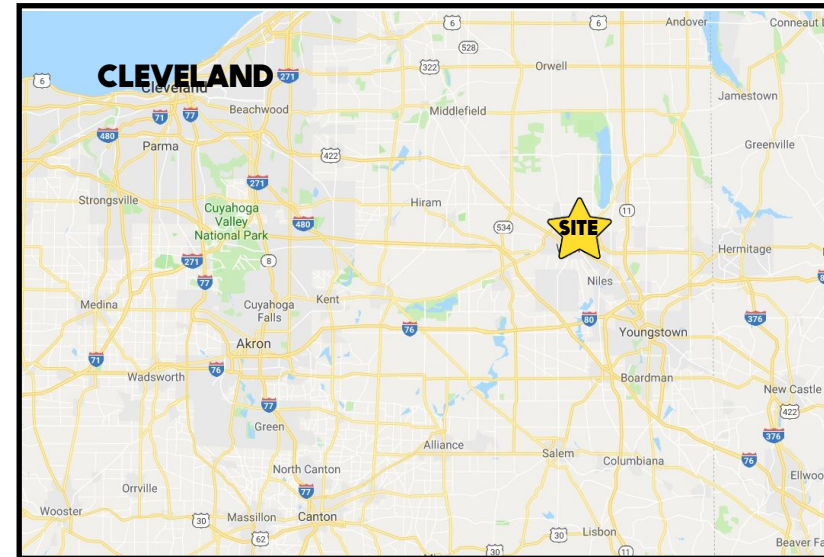 6
6
Andover
Conneaut L
528
322
Orwell
CLEVELAND
271
Cleveland
6
Jamestown
Beachwood
Middlefield
71
77
480
Parma
Greenville
422
271
Strongsville
Hiram
Cuyahoga
Valley
National Park
11
480
534
SITE
Hermitage
271
8
77
Niles
Medina
Cuyahoga
Falls
Kent
76
80
376
Youngstown
Akron
71
76
Wadsworth
Boardman
New Castle
77
422
Green
376
Alliance
Salem
Columbiana
76
North Canton
Ellwoo
Orrville
77
Wooster
30
Massillon
Canton
62
30
Lisbon
30
11
Beaver Fa